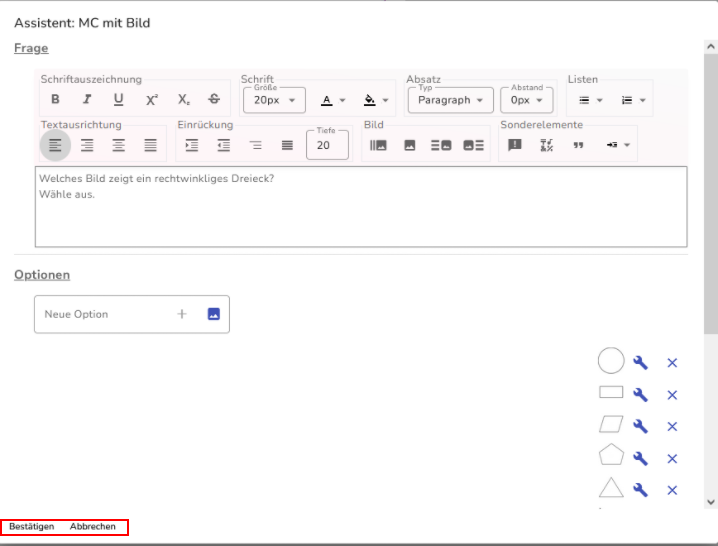 Assistent: MC mit Bild
Frage
Schriftauszeichnung Schrift Absatz Listen
Größe Typ Abstand
B I U X² Xₑ S 20px A Paragraph 0px
Textausrichtung Einrückung Bild Sonderelemente
Tiefe
20
Welches Bild zeigt ein rechtwinkliges Dreieck?
Wähle aus.
Optionen
Neue Option
Bestätigen Abbrechen